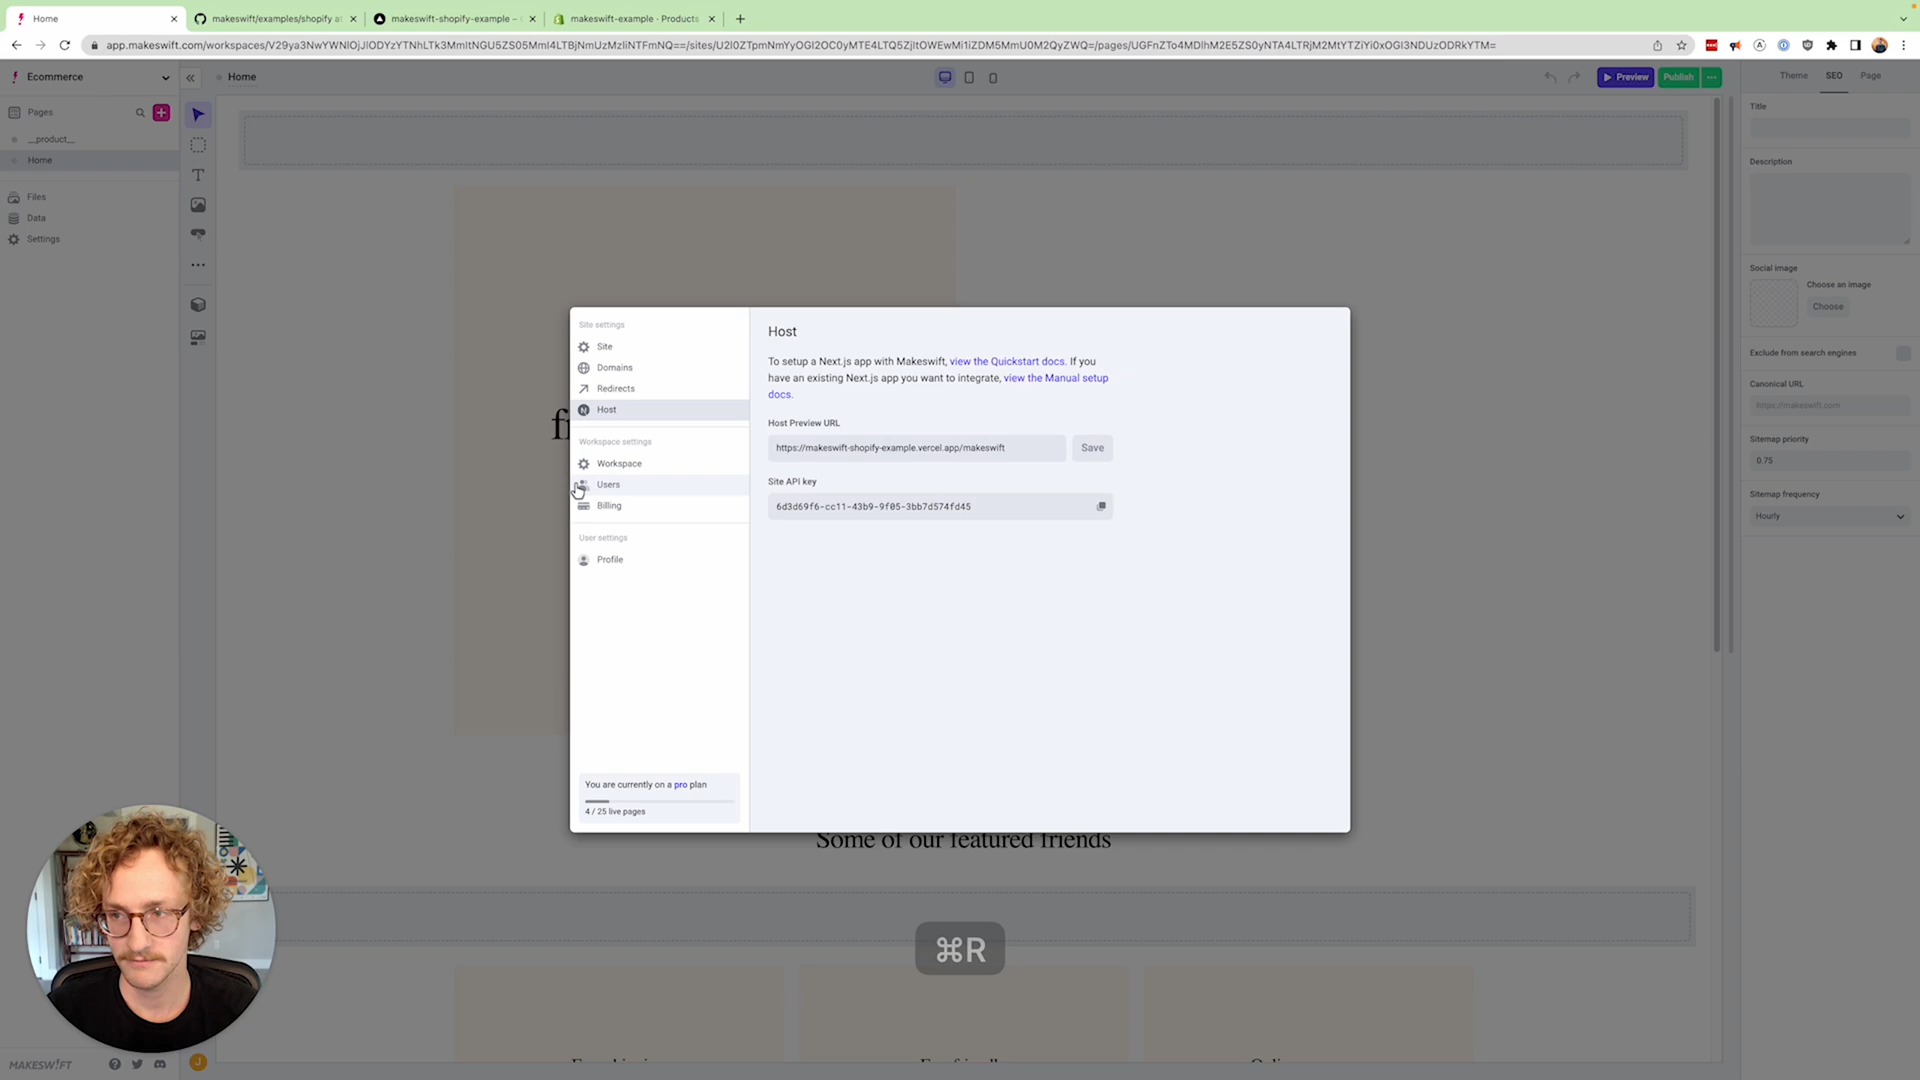 Home
makeswift/examples/shopify at
makeswift-shopify-example –
makeswift-example · Products
app.makeswift.com/workspaces/
Ecommerce
Home
Preview
Publish
Theme
SEO
Page
Pages
__product__
Home
Files
Data
Settings
Title
Description
Social image
Choose an image
Choose
Exclude from search engines
Canonical URL
https://makeswift.com
Sitemap priority
0.75
Sitemap frequency
Hourly
Site settings
Site
Domains
Redirects
Host
Workspace settings
Workspace
Users
Billing
User settings
Profile
You are currently on a pro plan
4 / 25 live pages
Host
To setup a Next.js app with Makeswift, view the Quickstart docs. If you
have an existing Next.js app you want to integrate, view the Manual setup
docs.
Host Preview URL
https://makeswift-shopify-example.vercel.app/makeswift
Save
Site API key
6d3d69f6-cc11-43b9-9f05-3bb7d574fd45
Some of our featured friends
⌘R
MAKESWIFT
J